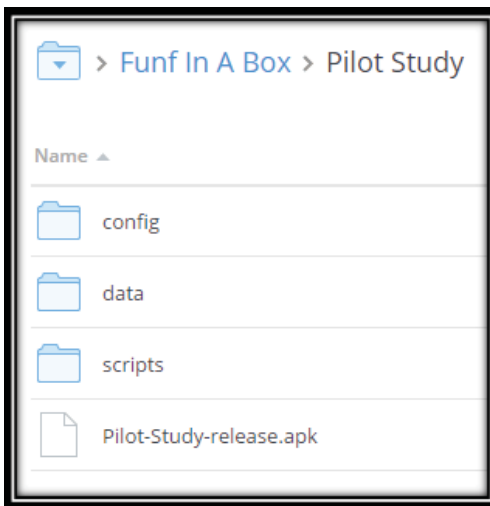 > Funf In A Box > Pilot Study
Name
config
data
scripts
Pilot-Study-release.apk